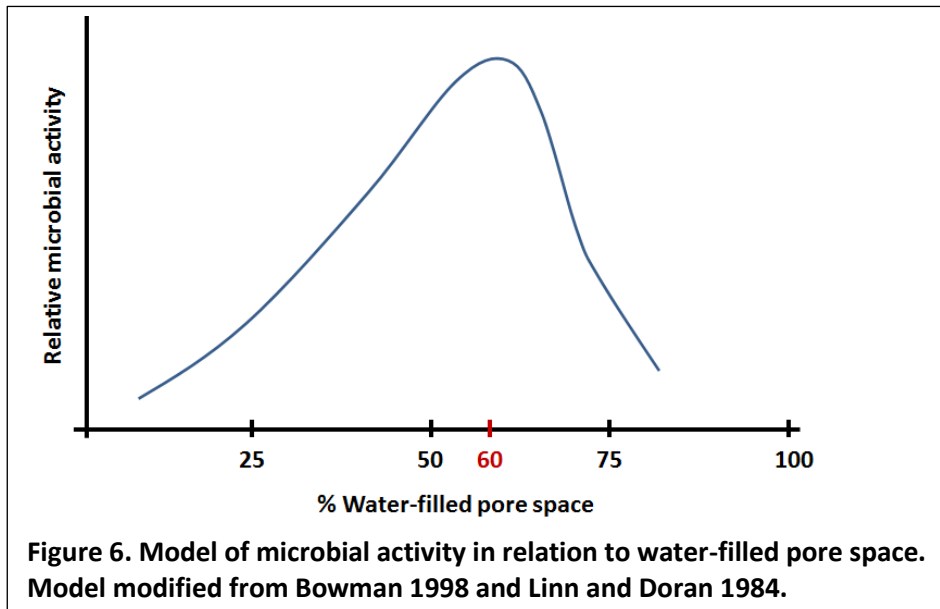 Relative microbial activity
25 50 60 75 100
% Water-filled pore space
Figure 6. Model of microbial activity in relation to water-filled pore space.
Model modified from Bowman 1998 and Linn and Doran 1984.